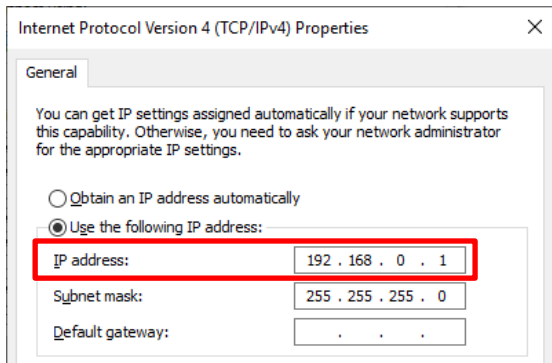 Internet Protocol Version 4 (TCP/IPv4) Properties
General
You can get IP settings assigned automatically if your network supports
this capability. Otherwise, you need to ask your network administrator
for the appropriate IP settings.
Obtain an IP address automatically
Use the following IP address:
IP address: 192 . 168 . 0 . 1
Subnet mask: 255 . 255 . 255 . 0
Default gateway: . . .